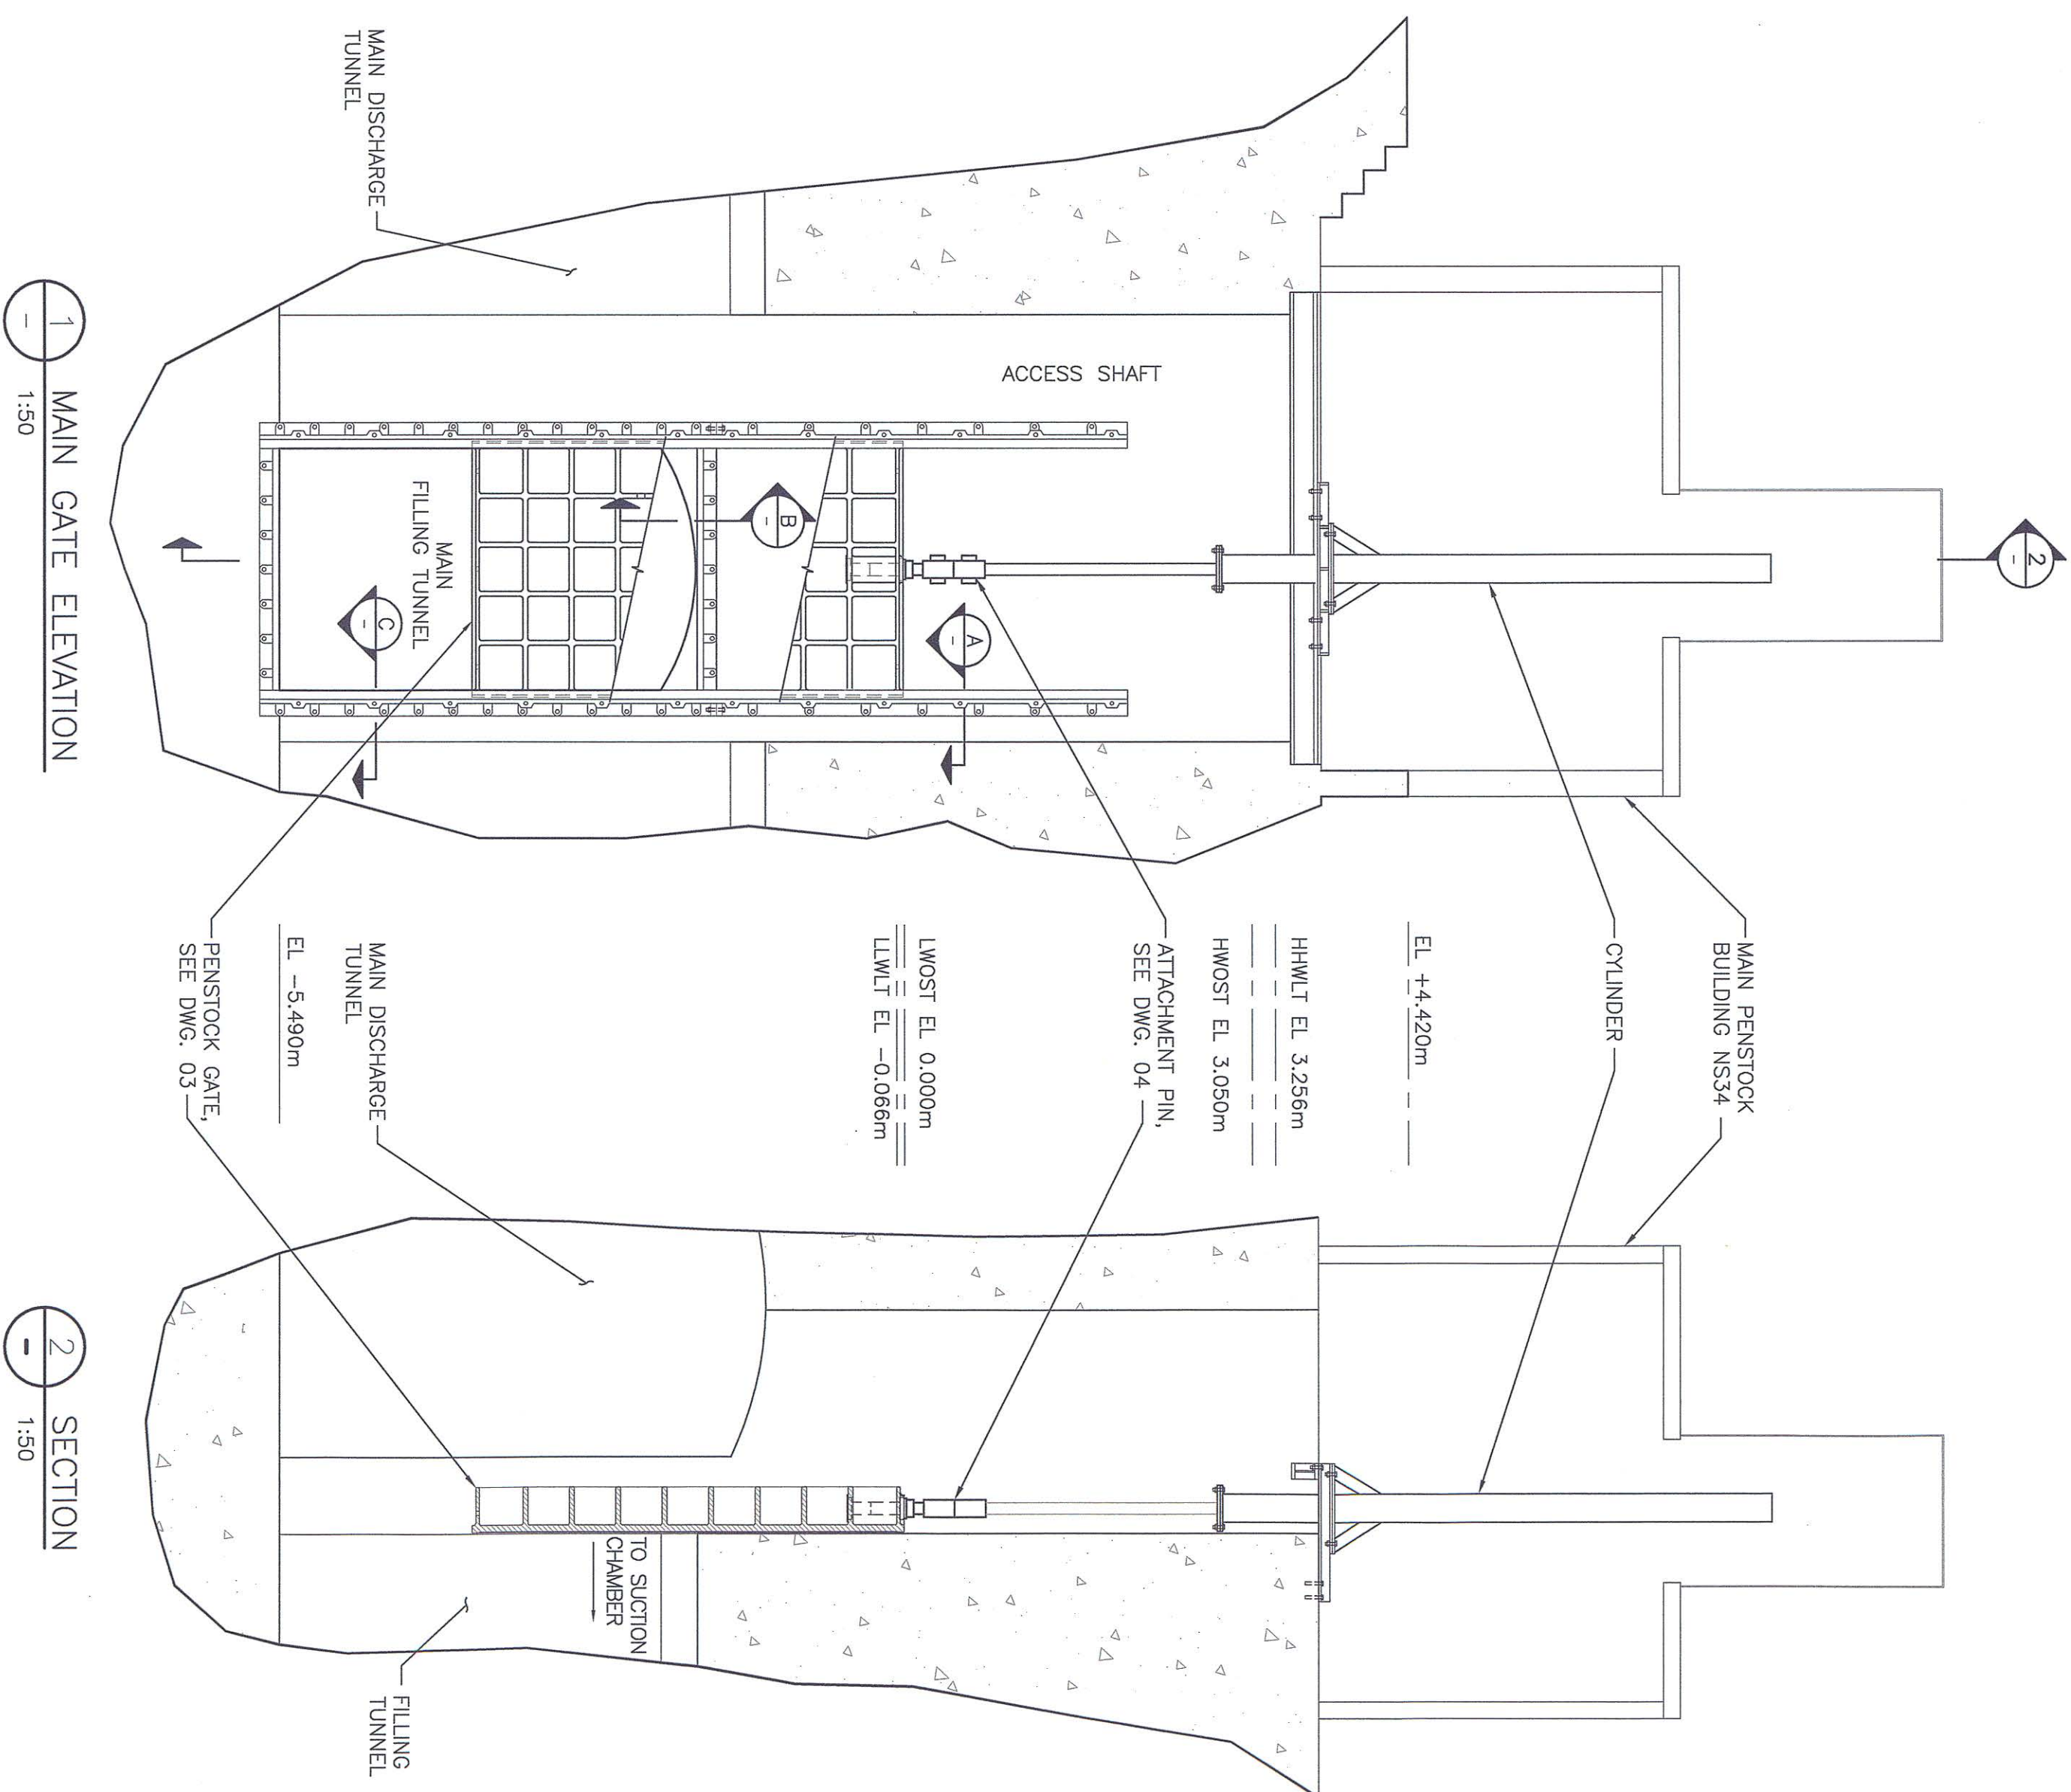 2
-
MAIN PENSTOCK
BUILDING NS34
CYLINDER
EL +4.420m
HHWLT EL 3.256m
HWOST EL 3.050m
ACCESS SHAFT
ATTACHMENT PIN,
SEE DWG. 04
A
-
LWOST EL 0.000m
LLWLT EL -0.066m
B
-
TO SUCTION
CHAMBER
MAIN
FILLING TUNNEL
C
-
MAIN DISCHARGE
TUNNEL
MAIN DISCHARGE
TUNNEL
FILLING
TUNNEL
EL -5.490m
PENSTOCK GATE,
SEE DWG. 03
1
-
MAIN GATE ELEVATION
1:50
2
-
SECTION
1:50